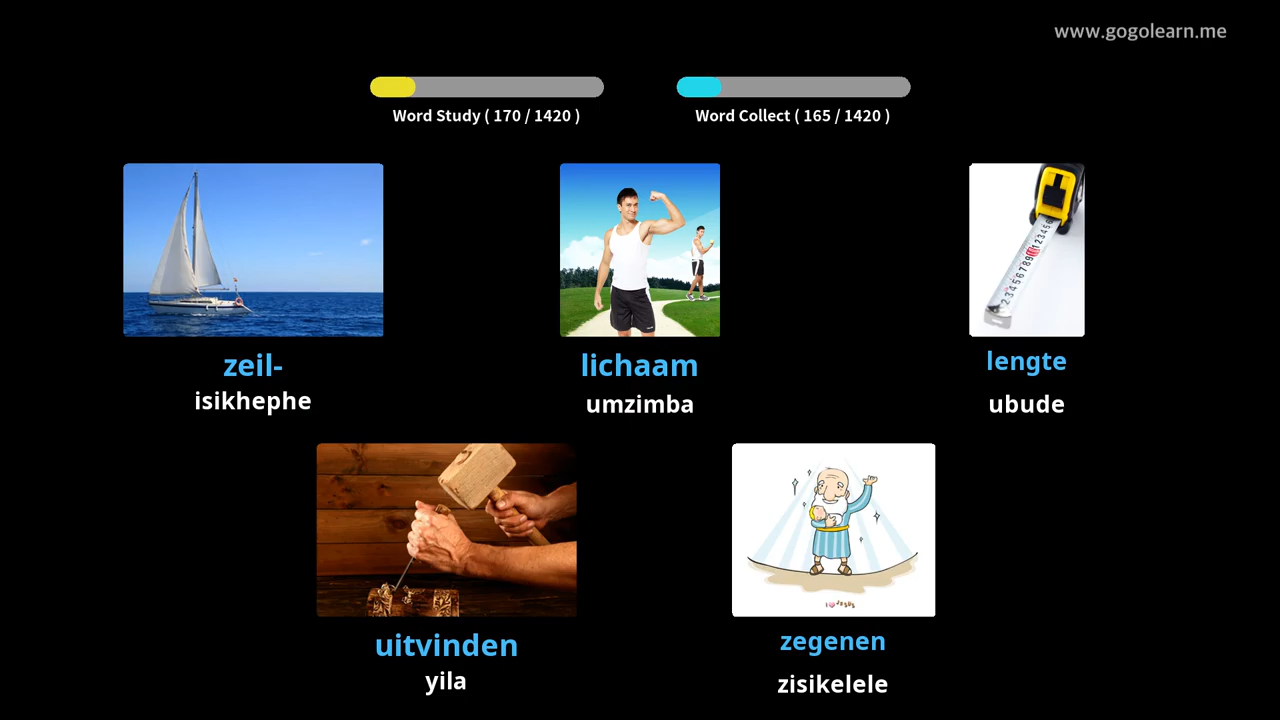 www.gogolearn.me
Word Study ( 170 / 1420 )
Word Collect ( 165 / 1420 )
zeil-
isikhephe
lichaam
umzimba
lengte
ubude
uitvinden
yila
zegenen
zisikelele